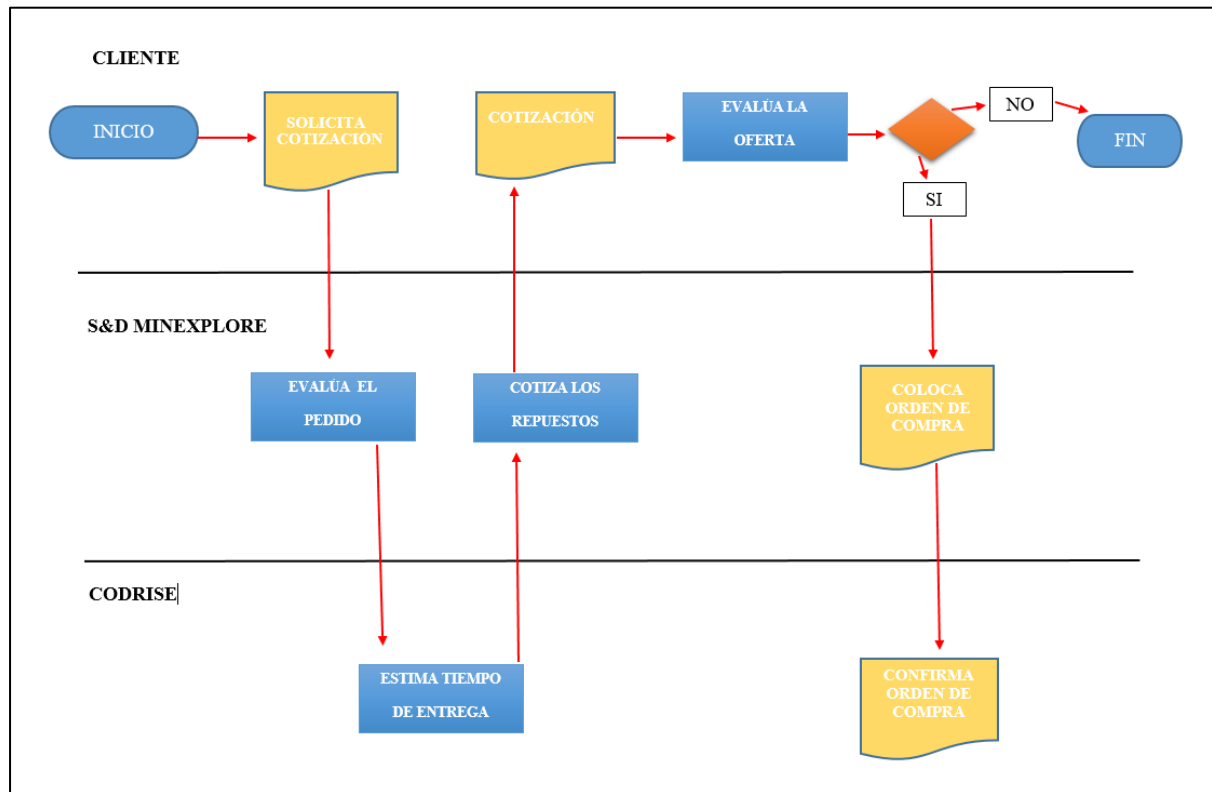 CLIENTE
INICIO
SOLICITA
COTIZACIÓN
COTIZACIÓN
EVALÚA LA
OFERTA
NO
FIN
SI
S&D MINEXPLORE
EVALÚA EL
PEDIDO
COTIZA LOS
REPUESTOS
COLOCA
ORDEN DE
COMPRA
CODRISE
ESTIMA TIEMPO
DE ENTREGA
CONFIRMA
ORDEN DE
COMPRA